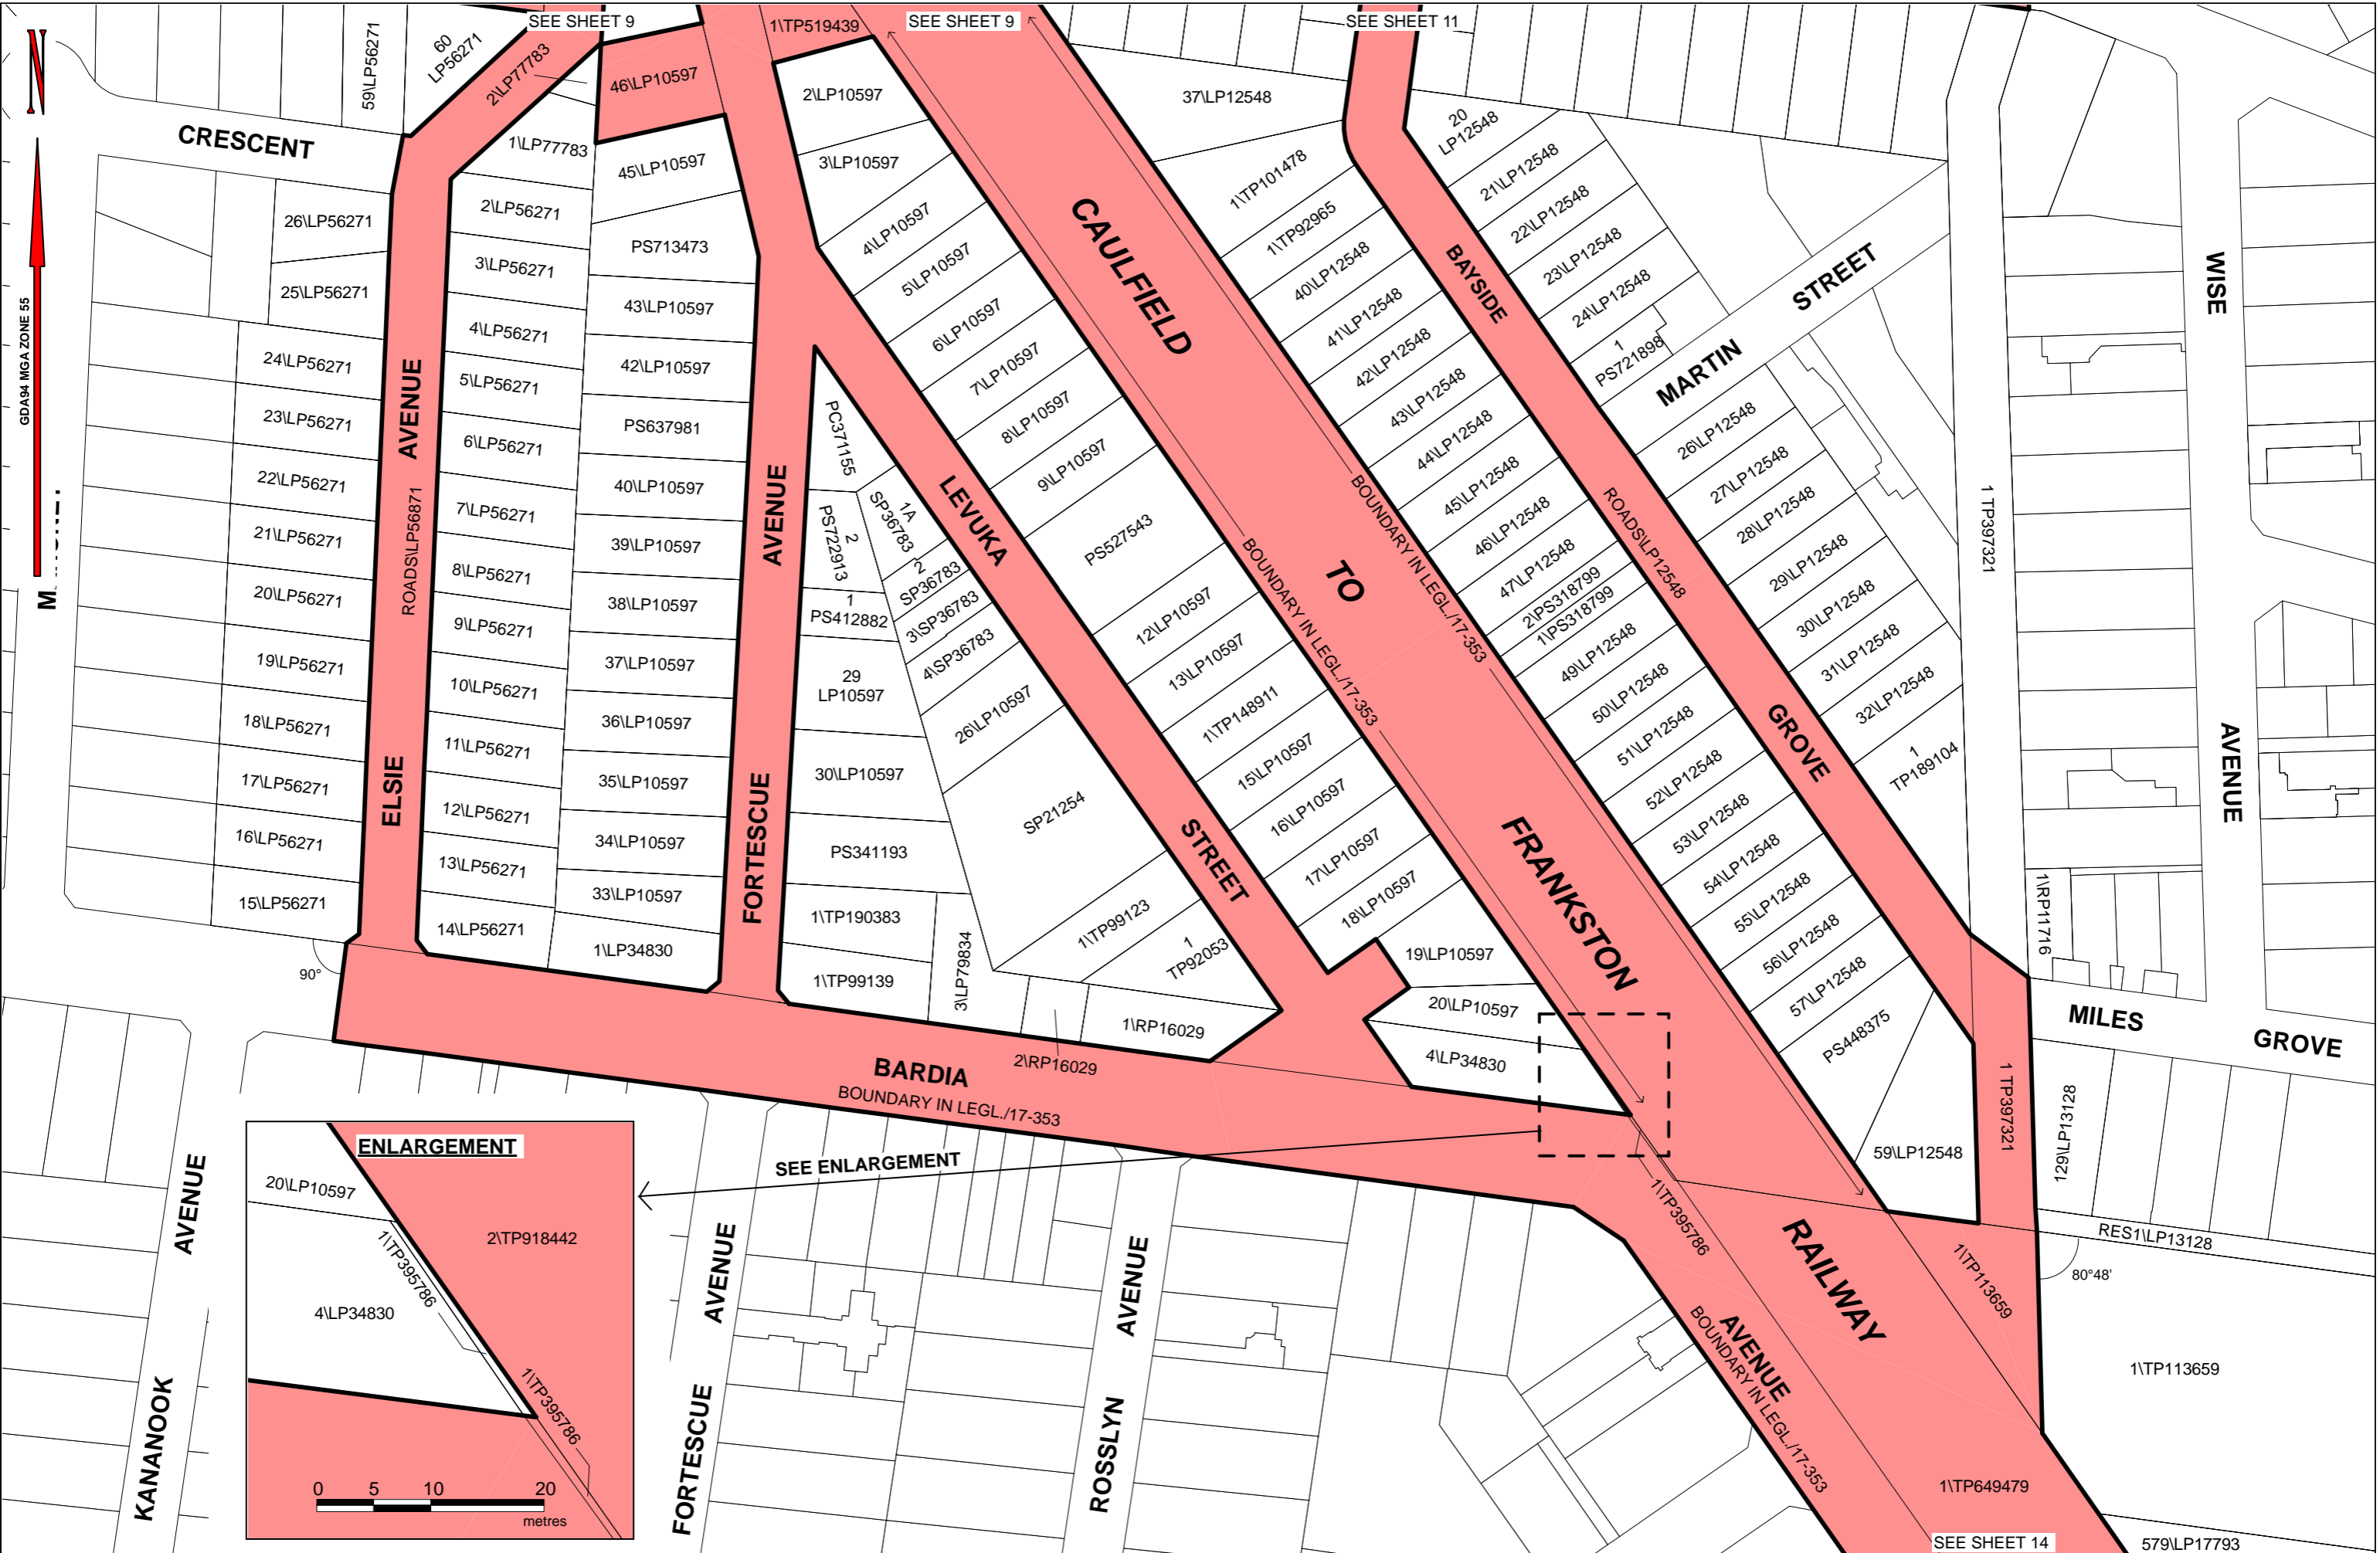 SEE SHEET 9
SEE SHEET 9
SEE SHEET 11
GDA94 MGA ZONE 55
59\LP56271
60
LP56271
2\LP77783
46\LP10597
1\TP519439
CRESCENT
1\LP77783
45\LP10597
26\LP56271
25\LP56271
24\LP56271
23\LP56271
22\LP56271
21\LP56271
20\LP56271
19\LP56271
18\LP56271
17\LP56271
16\LP56271
15\LP56271
90°
ELSIE
AVENUE
ROADS\LP56871
2\LP56271
3\LP56271
4\LP56271
5\LP56271
6\LP56271
7\LP56271
8\LP56271
9\LP56271
10\LP56271
11\LP56271
12\LP56271
13\LP56271
14\LP56271
PS713473
43\LP10597
42\LP10597
PS637981
40\LP10597
39\LP10597
38\LP10597
37\LP10597
36\LP10597
35\LP10597
34\LP10597
33\LP10597
1\LP34830
FORTESCUE
AVENUE
PC371155
2
PS722913
1
PS412882
29
LP10597
30\LP10597
PS341193
1\TP190383
1\TP99139
3\LP79834
1A
SP36783
2
SP36783
3\SP36783
4\SP36783
26\LP10597
SP21254
1\TP99123
1
TP92053
1\RP16029
2\RP16029
LEVUKA
STREET
2\LP10597
3\LP10597
4\LP10597
5\LP10597
6\LP10597
7\LP10597
8\LP10597
9\LP10597
PS527543
12\LP10597
13\LP10597
1\TP148911
15\LP10597
16\LP10597
17\LP10597
18\LP10597
19\LP10597
20\LP10597
4\LP34830
CAULFIELD
TO
FRANKSTON
RAILWAY
BOUNDARY IN LEGL./17-353
BOUNDARY IN LEGL./17-353
37\LP12548
1\TP101478
1\TP92965
40\LP12548
41\LP12548
42\LP12548
43\LP12548
44\LP12548
45\LP12548
46\LP12548
47\LP12548
2\PS318799
1\PS318799
49\LP12548
50\LP12548
51\LP12548
52\LP12548
53\LP12548
54\LP12548
55\LP12548
56\LP12548
57\LP12548
PS448375
59\LP12548
BAYSIDE
GROVE
ROADS\LP12548
20
LP12548
21\LP12548
22\LP12548
23\LP12548
24\LP12548
1
PS721898
MARTIN
STREET
26\LP12548
27\LP12548
28\LP12548
29\LP12548
30\LP12548
31\LP12548
32\LP12548
1
TP189104
1 TP397321
WISE
AVENUE
1\RP11716
MILES
GROVE
1 TP397321
129\LP13128
RES1\LP13128
80°48'
1\TP113659
1\TP113659
1\TP649479
579\LP17793
SEE SHEET 14
BARDIA
BOUNDARY IN LEGL./17-353
AVENUE
BOUNDARY IN LEGL./17-353
1\TP395786
SEE ENLARGEMENT
KANANOOK
AVENUE
FORTESCUE
AVENUE
ROSSLYN
AVENUE
ENLARGEMENT
20\LP10597
2\TP918442
1\TP395786
4\LP34830
1\TP395786
0 5 10 20
metres